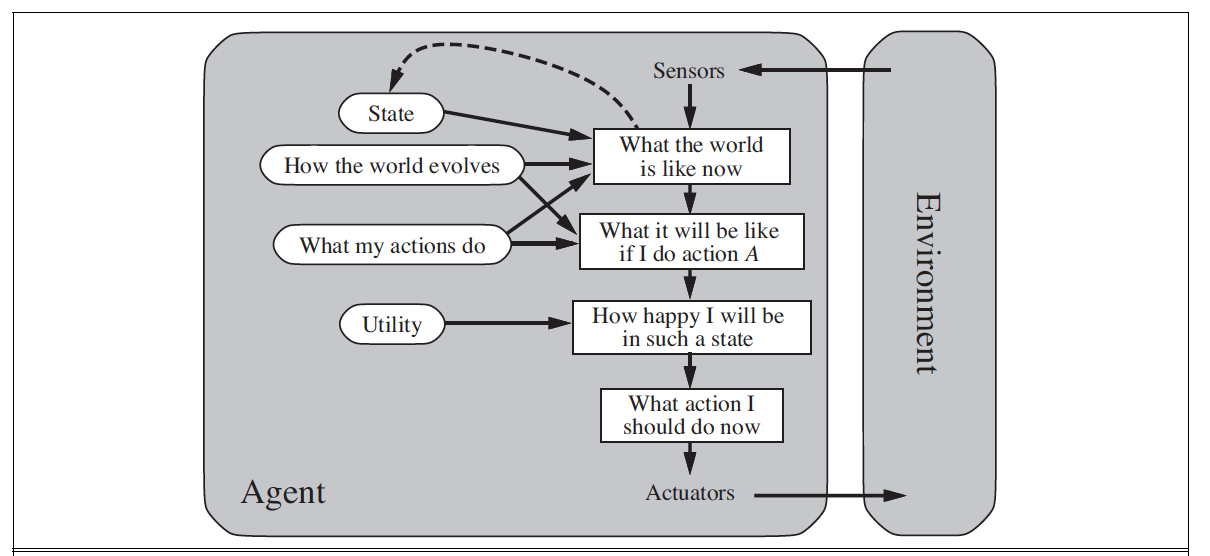 Sensors
State
What the world
is like now
How the world evolves
What it will be like
if I do action A
What my actions do
How happy I will be
in such a state
Utility
What action I
should do now
Actuators
Agent
Environment